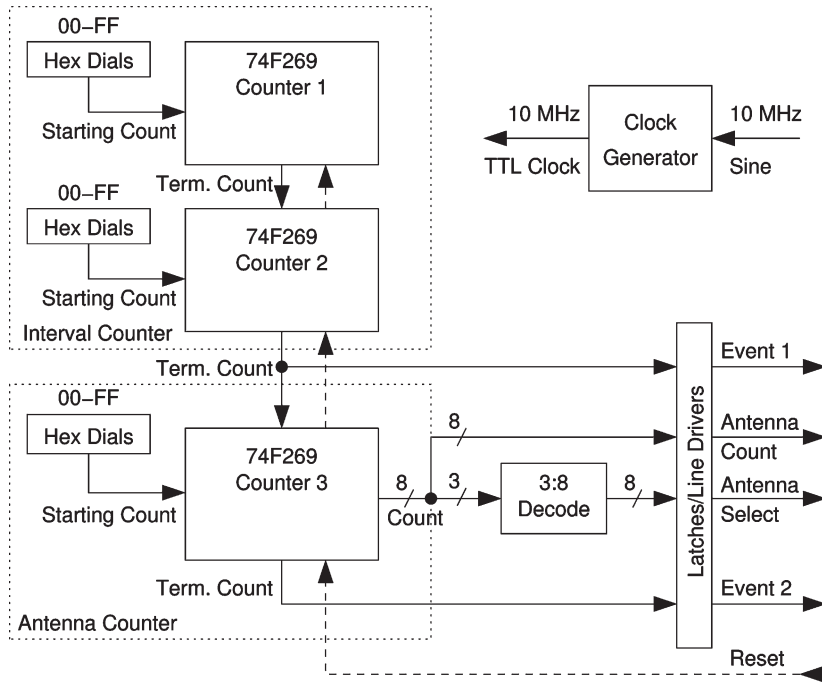 00–FF
Hex Dials
Starting Count
74F269
Counter 1
Term. Count
00–FF
Hex Dials
Starting Count
74F269
Counter 2
Interval Counter
Term. Count
10 MHz
TTL Clock
Clock
Generator
10 MHz
Sine
00–FF
Hex Dials
Starting Count
74F269
Counter 3
Term. Count
Antenna Counter
8
Count
8
3
3:8
Decode
8
Latches/Line Drivers
Event 1
Antenna
Count
Antenna
Select
Event 2
Reset